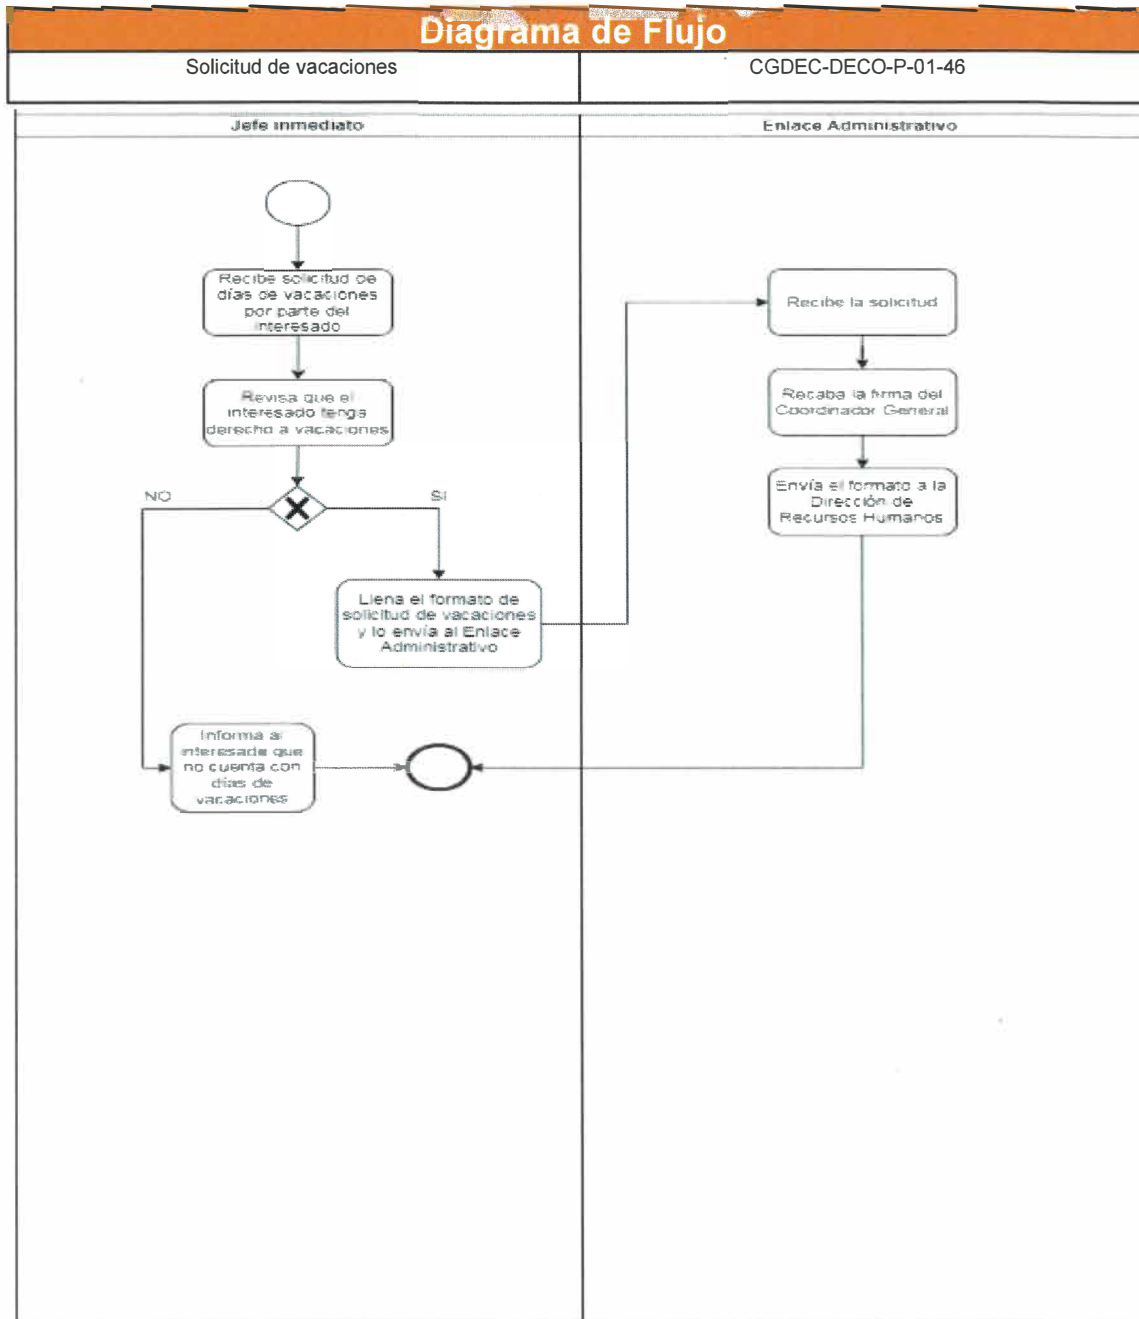 Diagrama de Flujo
Solicitud de vacaciones
CGDEC-DECO-P-01-46
Jefe inmediato
Enlace Administrativo
Recibe solicitud de
días de vacaciones
por parte del
interesado
Revisa que el
interesado tenga
derecho a vacaciones
NO
SI
Llena el formato de
solicitud de vacaciones
y lo envía al Enlace
Administrativo
Informa al
interesado que
no cuenta con
días de
vacaciones
Recibe la solicitud
Recaba la firma del
Coordinador General
Envía el formato a la
Dirección de
Recursos Humanos